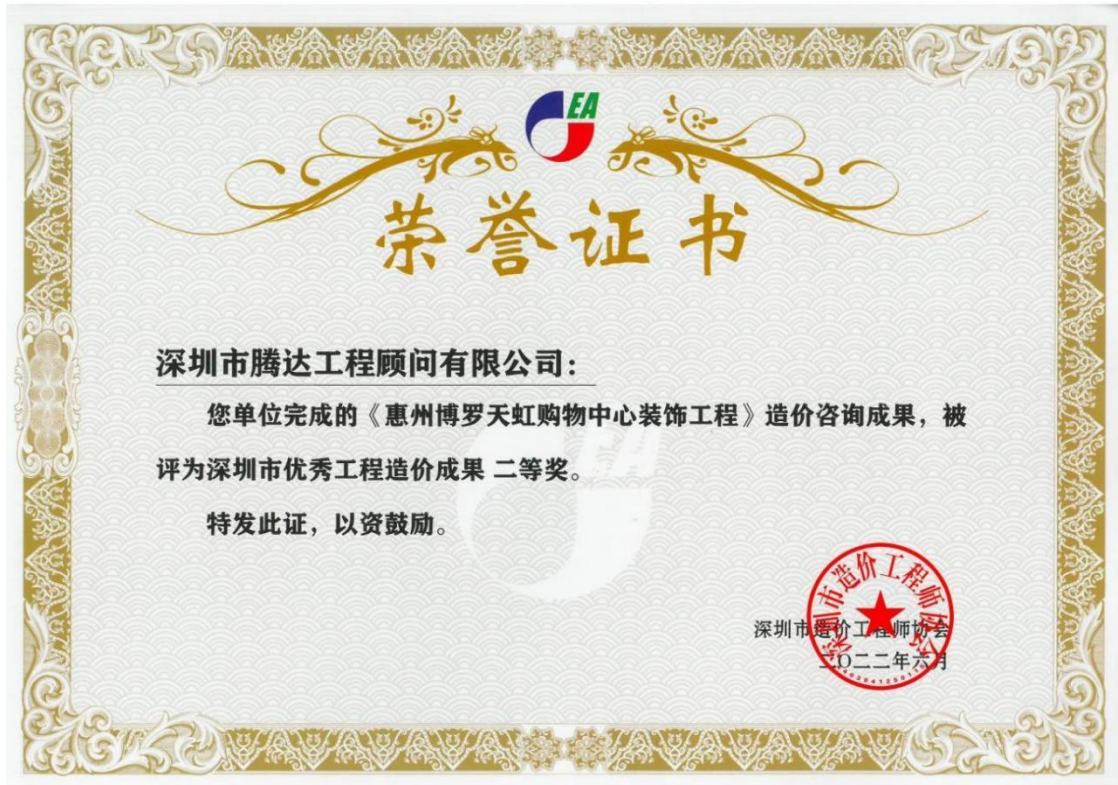 EA
荣誉证书
深圳市腾达工程顾问有限公司：
您单位完成的《惠州博罗天虹购物中心装饰工程》造价咨询成果，被
评为深圳市优秀工程造价成果 二等奖。
特发此证，以资鼓励。
深圳市造价工程师协会
深圳市造价工程师协会
二〇二二年六月